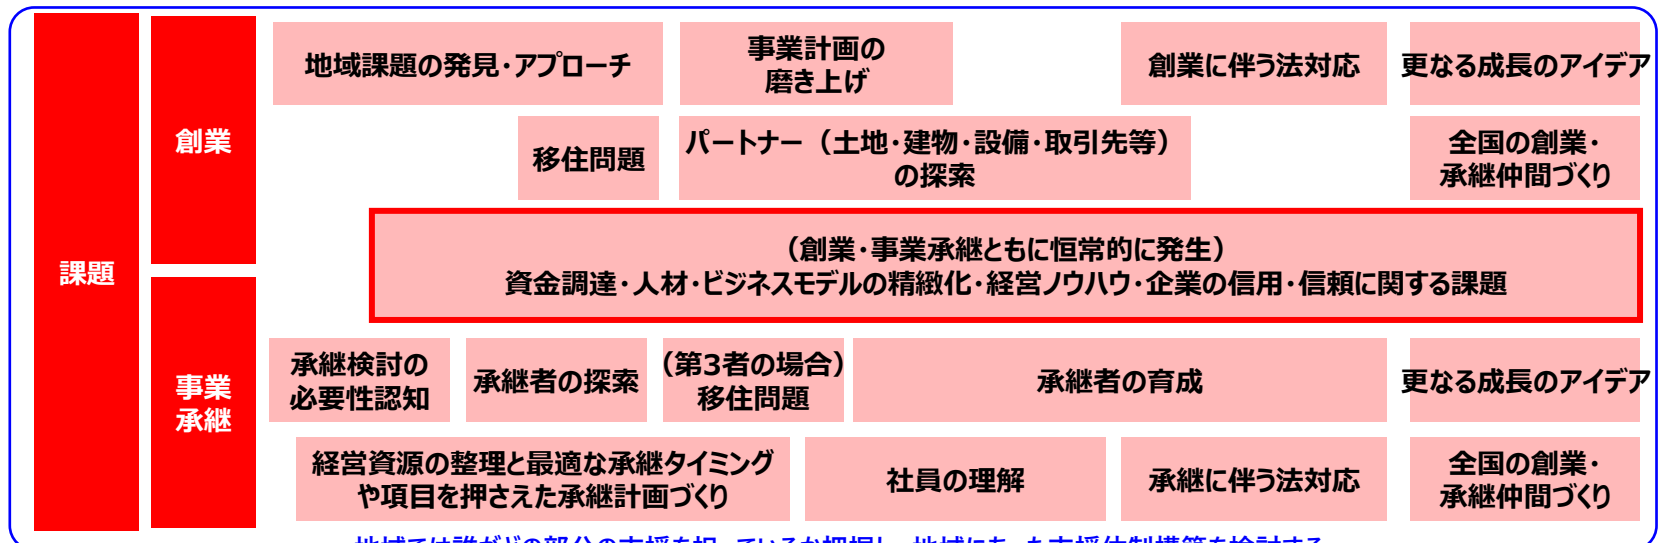 課題
創業
地域課題の発見・アプローチ
事業計画の
磨き上げ
創業に伴う法対応
更なる成長のアイデア
移住問題
パートナー（土地・建物・設備・取引先等）
の探索
全国の創業・
承継仲間づくり
（創業・事業承継ともに恒常的に発生）
資金調達・人材・ビジネスモデルの精緻化・経営ノウハウ・企業の信用・信頼に関する課題
事業
承継
承継検討の
必要性認知
承継者の探索
（第3者の場合）
移住問題
承継者の育成
更なる成長のアイデア
経営資源の整理と最適な承継タイミング
や項目を押さえた承継計画づくり
社員の理解
承継に伴う法対応
全国の創業・
承継仲間づくり